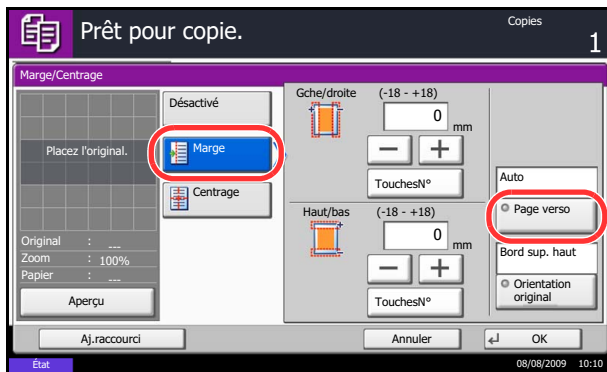 Prêt pour copie.
Copies
1
Marge/Centrage
Placez l'original.
Original : ---
Zoom : 100%
Papier : ---
Aperçu
Désactivé
Marge
Centrage
Gche/droite (-18 - +18)
0 mm
− +
TouchesN°
Haut/bas (-18 - +18)
0 mm
− +
TouchesN°
Auto
Page verso
Bord sup. haut
Orientation
original
Aj.raccourci
Annuler
OK
État
08/08/2009 10:10